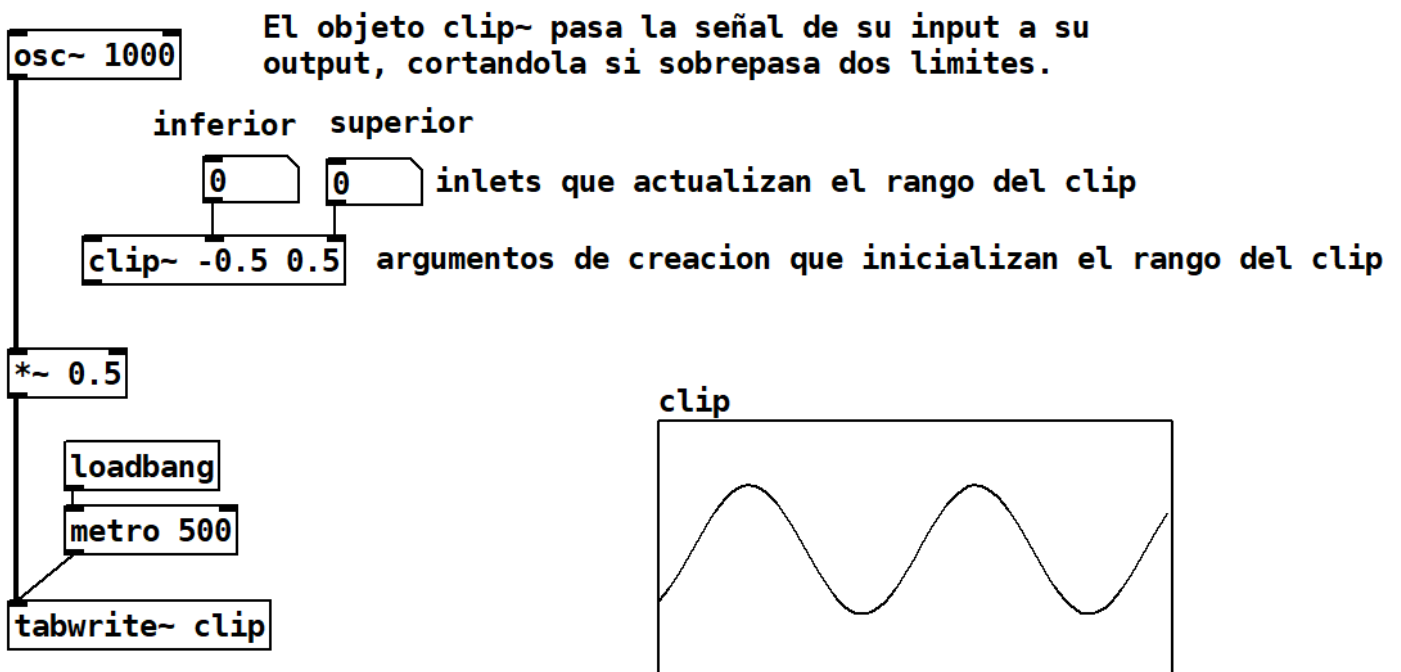 El objeto clip~ pasa la señal de su input a su
output, cortandola si sobrepasa dos limites.
osc~ 1000
inferior superior
0 0 inlets que actualizan el rango del clip
clip~ -0.5 0.5 argumentos de creacion que inicializan el rango del clip
*~ 0.5
clip
loadbang
metro 500
tabwrite~ clip